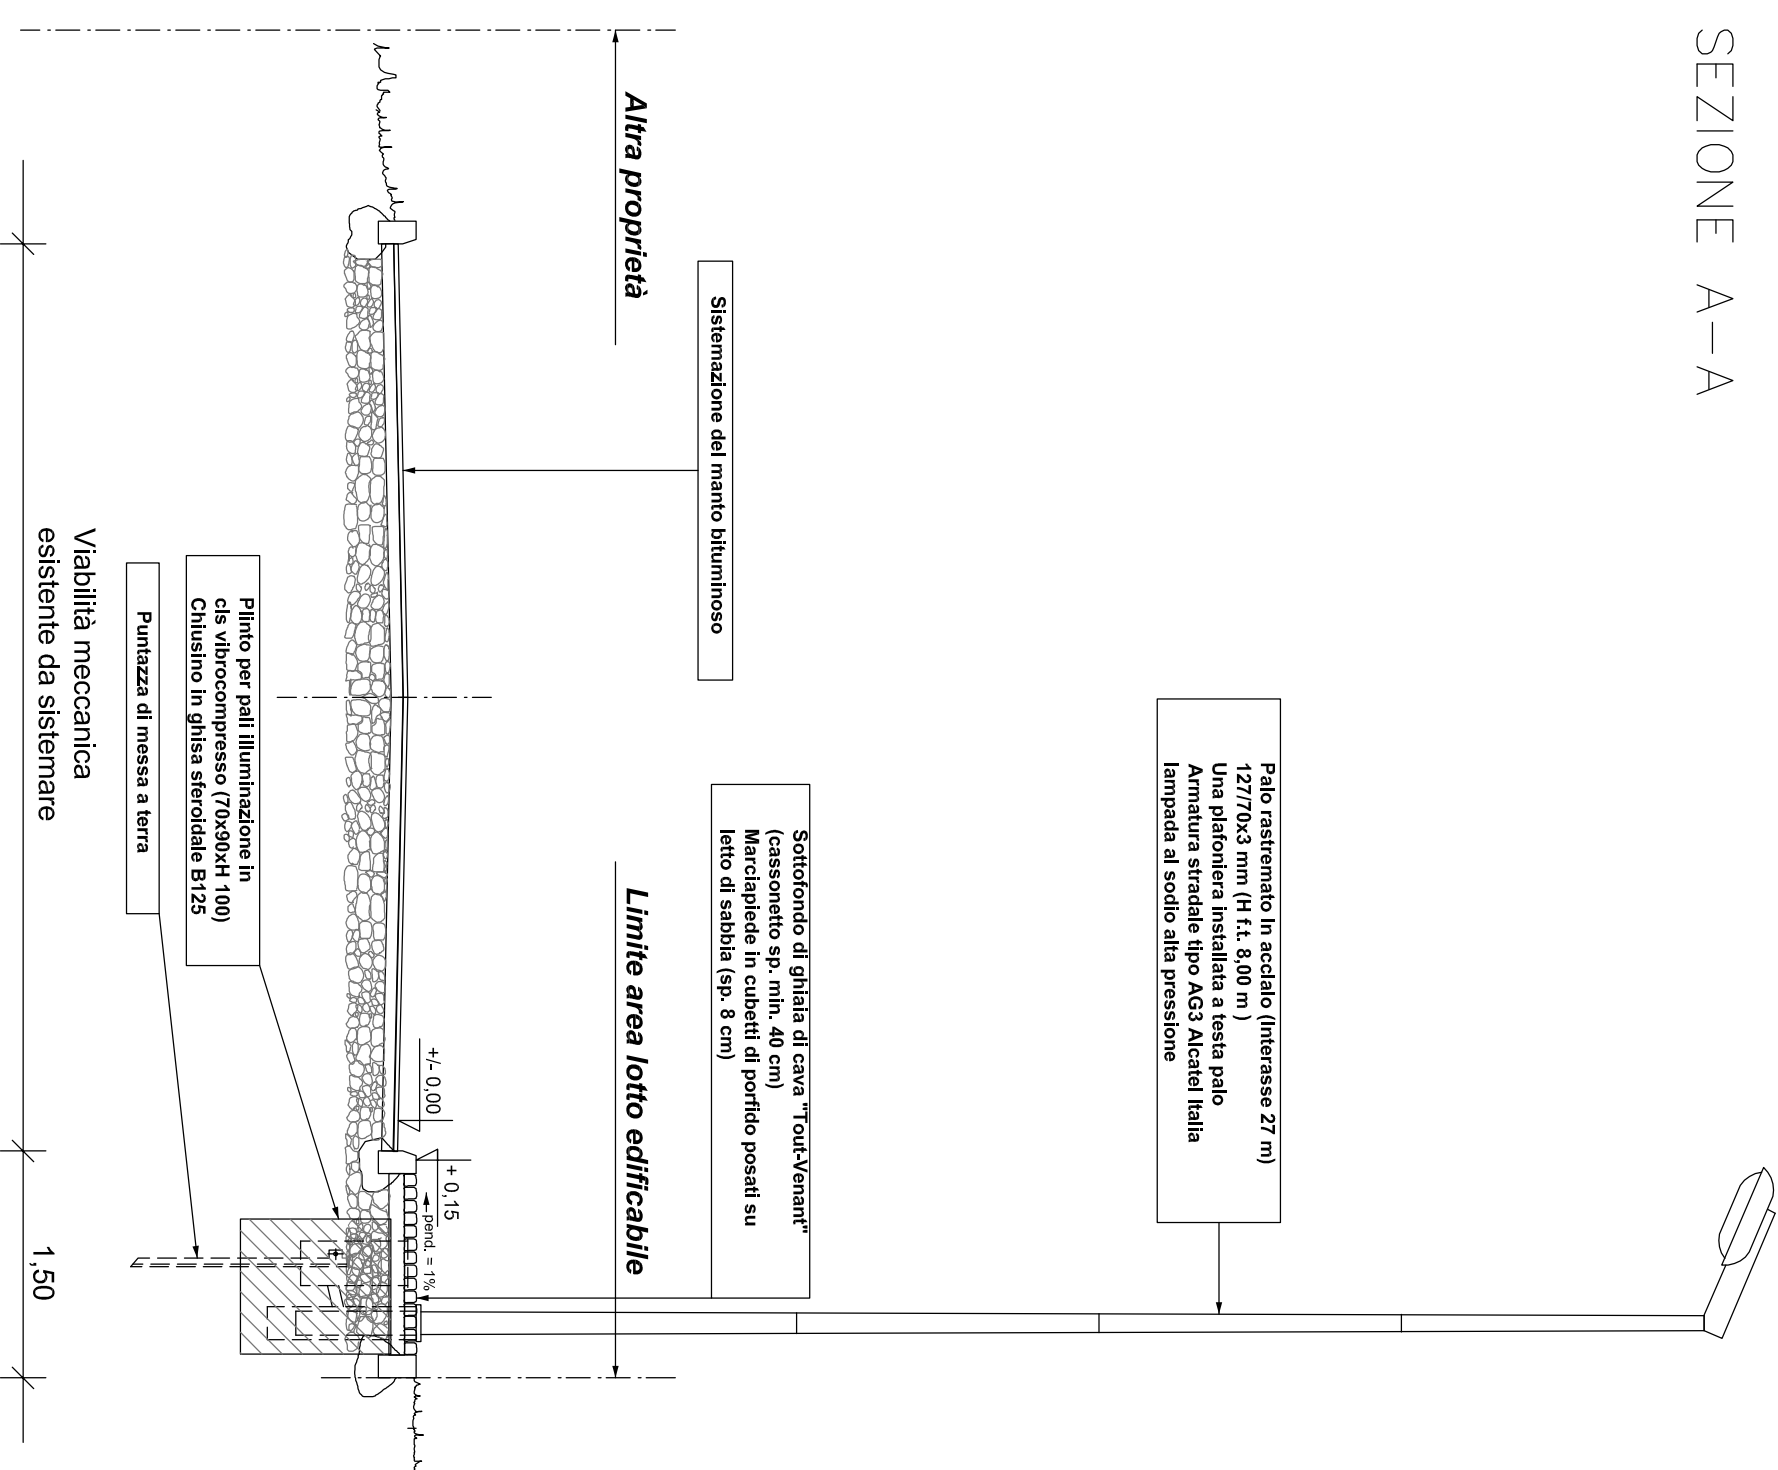 SEZIONE A-A
Palo rastremato in acciaio (Interasse 27 m)
127/70x3 mm (H f.t. 8,00 m )
Una plafoniera installata a testa palo
Armatura stradale tipo AG3 Alcatel Italia
lampada al sodio alta pressione
Sistemazione del manto bituminoso
Sottofondo di ghiaia di cava "Tout-Venant"
(cassonetto sp. min. 40 cm)
Marciapiede in cubetti di porfido posati su
letto di sabbia (sp. 8 cm)
Altra proprietà
Limite area lotto edificabile
+/- 0,00
+ 0,15
pend. = 1%
Plinto per pali illuminazione in
cls vibrocompresso (70x90xH 100)
Chiusino in ghisa sferoidale B125
Puntazza di messa a terra
Viabilità meccanica
esistente da sistemare
1,50